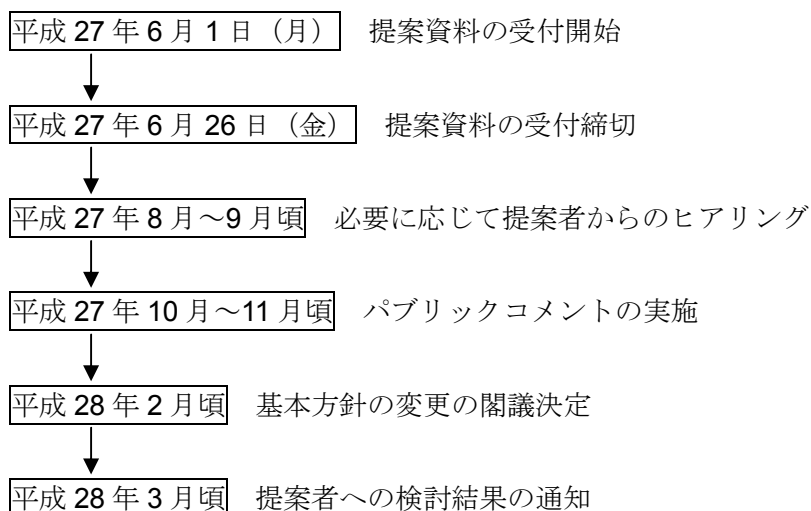 平成 27 年 6 月 1 日（月） 提案資料の受付開始
平成 27 年 6 月 26 日（金） 提案資料の受付締切
平成 27 年 8 月～9 月頃 必要に応じて提案者からのヒアリング
平成 27 年 10 月～11 月頃 パブリックコメントの実施
平成 28 年 2 月頃 基本方針の変更の閣議決定
平成 28 年 3 月頃 提案者への検討結果の通知